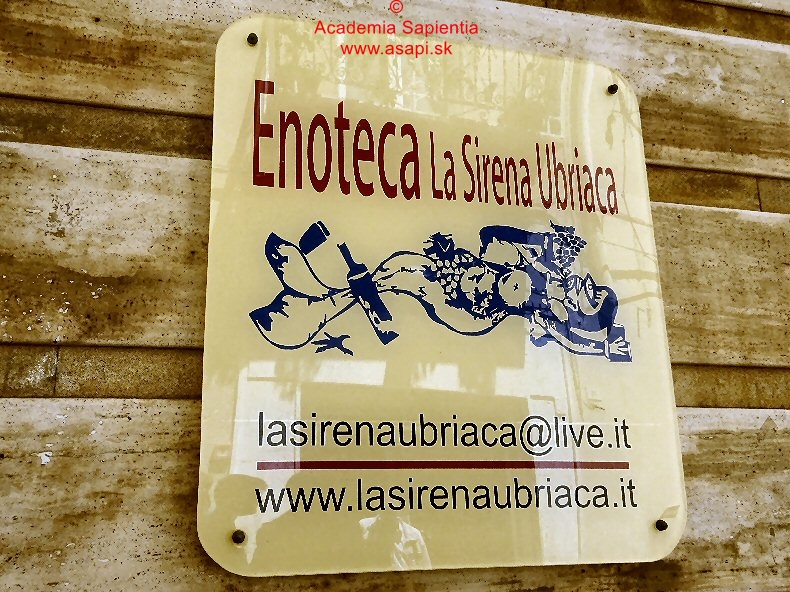 ©
Academia Sapientia
www.asapi.sk
Enoteca La Sirena Ubriaca
lasirenaubriaca@live.it
www.lasirenaubriaca.it